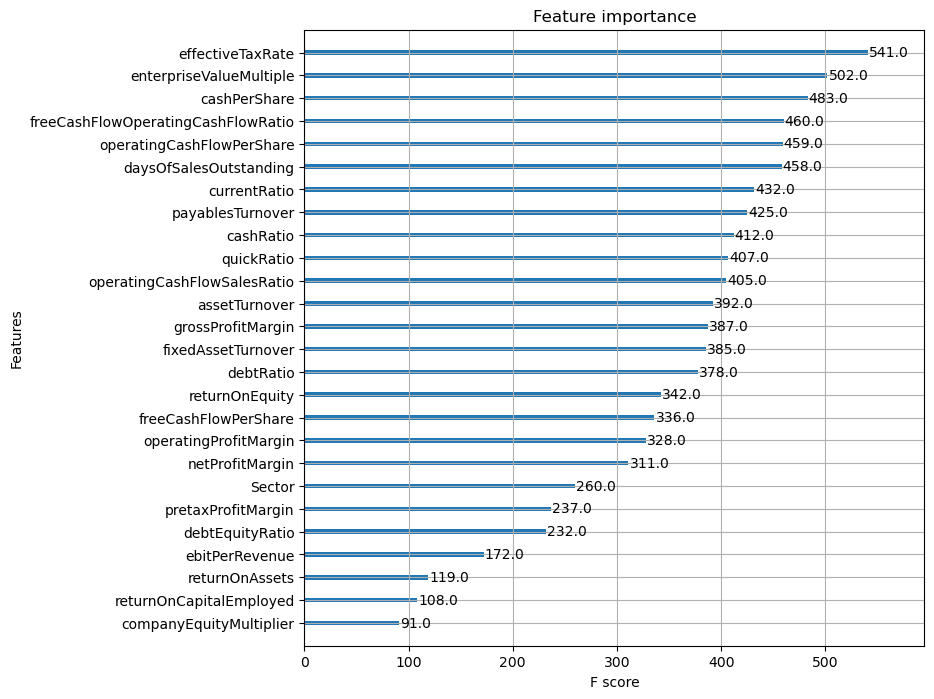 Feature importance
Features
effectiveTaxRate 541.0
enterpriseValueMultiple 502.0
cashPerShare 483.0
freeCashFlowOperatingCashFlowRatio 460.0
operatingCashFlowPerShare 459.0
daysOfSalesOutstanding 458.0
currentRatio 432.0
payablesTurnover 425.0
cashRatio 412.0
quickRatio 407.0
operatingCashFlowSalesRatio 405.0
assetTurnover 392.0
grossProfitMargin 387.0
fixedAssetTurnover 385.0
debtRatio 378.0
returnOnEquity 342.0
freeCashFlowPerShare 336.0
operatingProfitMargin 328.0
netProfitMargin 311.0
Sector 260.0
pretaxProfitMargin 237.0
debtEquityRatio 232.0
ebitPerRevenue 172.0
returnOnAssets 119.0
returnOnCapitalEmployed 108.0
companyEquityMultiplier 91.0
0 100 200 300 400 500
F score